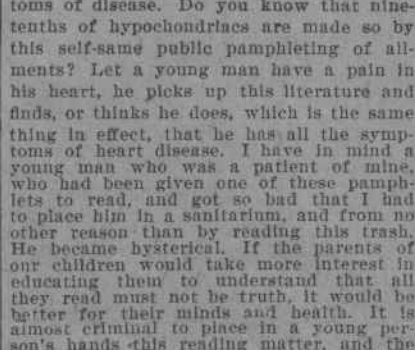 toms of disease. Do you know that nine-
tenths of hypochondriacs are made so by
this self-same public pamphleting of ail-
ments? Let a young man have a pain in
his heart, he picks up this literature and
finds, or thinks he does, which is the same
thing in effect, that he has all the symp-
toms of heart disease. I have in mind a
young man who was a patient of mine,
who had been given one of these pamph-
lets to read, and got so bad that I had
to place him in a sanitarium, and from no
other reason than by reading this trash.
He became hysterical. If the parents of
our children would take more interest in
educating them to understand that all
they read must not be truth, it would be
better for their minds and health. It is
almost criminal to place in a young per-
son's hands this reading matter, and the